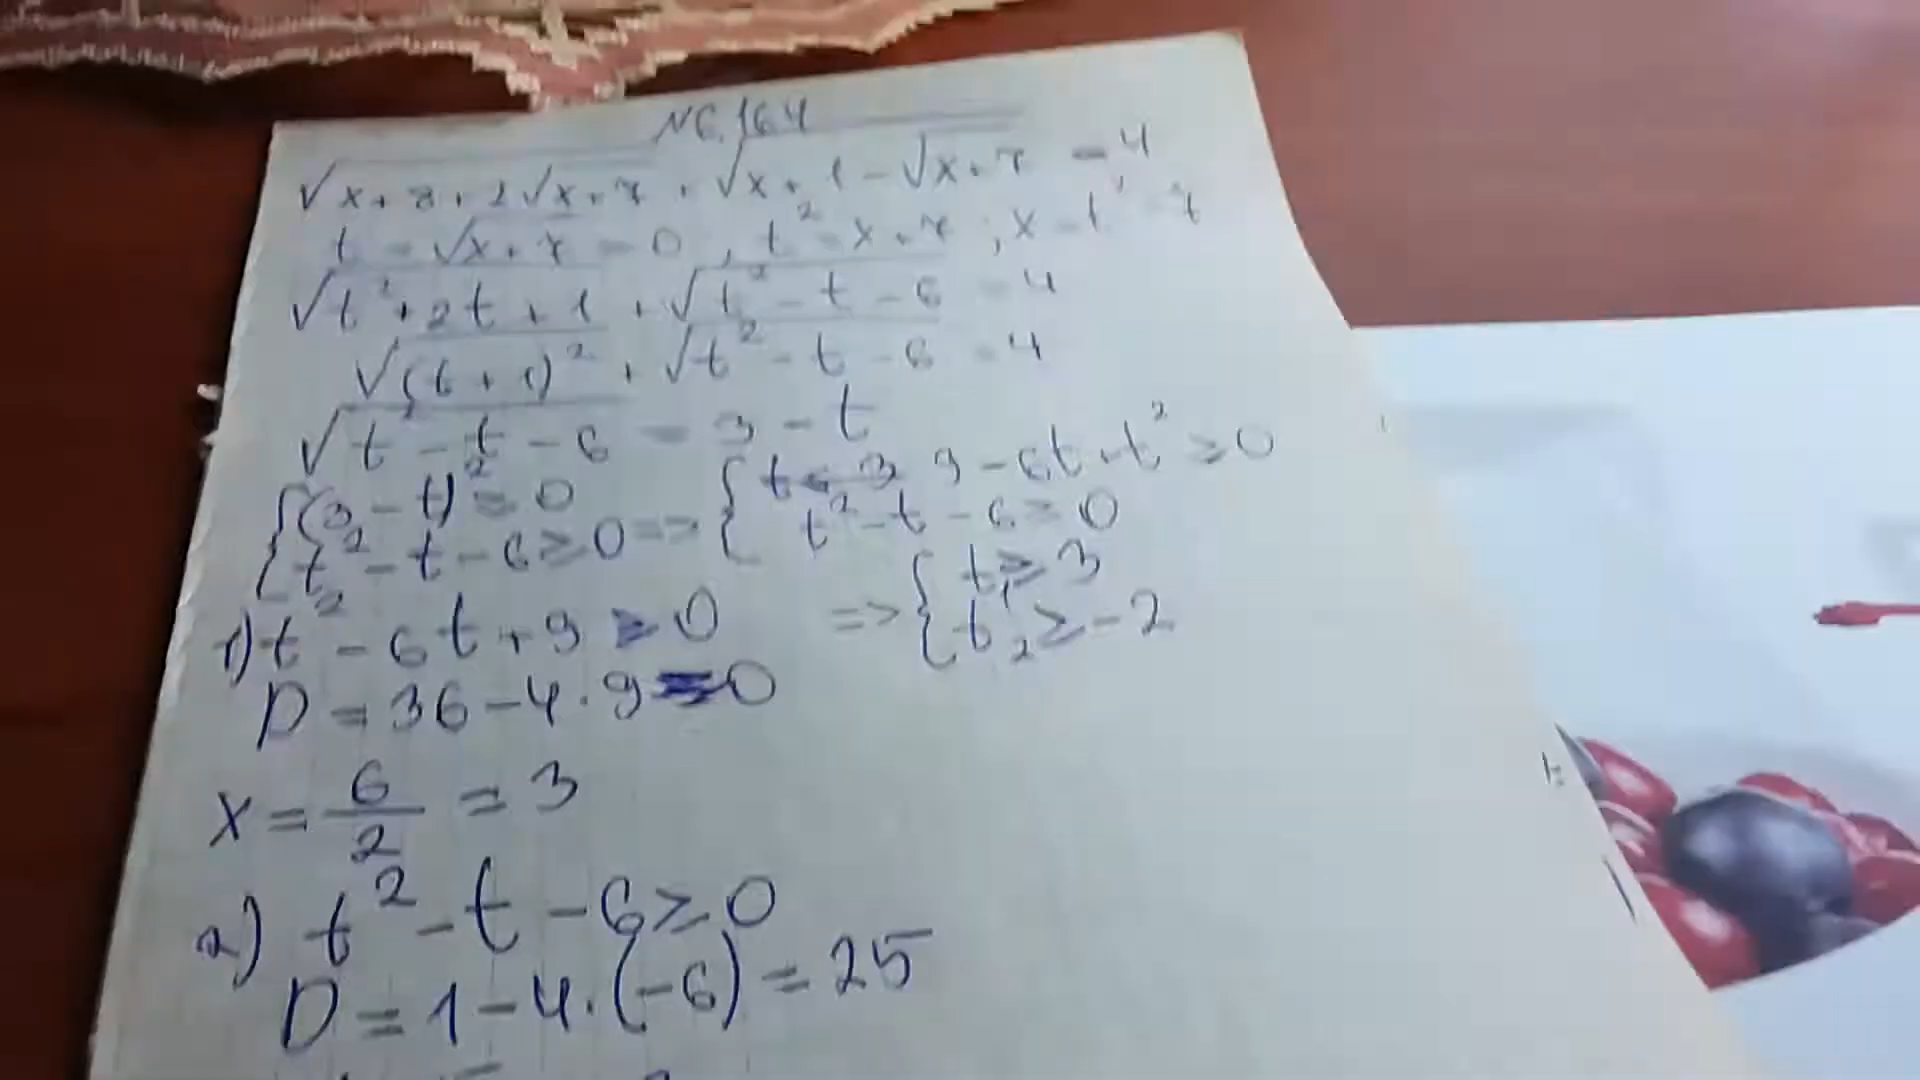 N6.164
√x+8+2√x+7 + √x+1-√x+7 = 4
t = √x+7 = 0, t² = x+7; x = t²-7
√t²+2t+1 + √t²-t-6 = 4
√(t+1)² + √t²-t-6 = 4
√t²-t-6 = 3-t
{(3-t)² ≥ 0 {t 3 9-6t+t² ≥ 0
{t²-t-6≥0 => { t²-t-6≥0
=> {t₁ ≥ 3
{t₂ ≥ -2
1) t²-6t+9 ≥ 0
D = 36-4·9=0
x = 6/2 = 3
2) t²-t-6≥0
D = 1-4·(-6) = 25